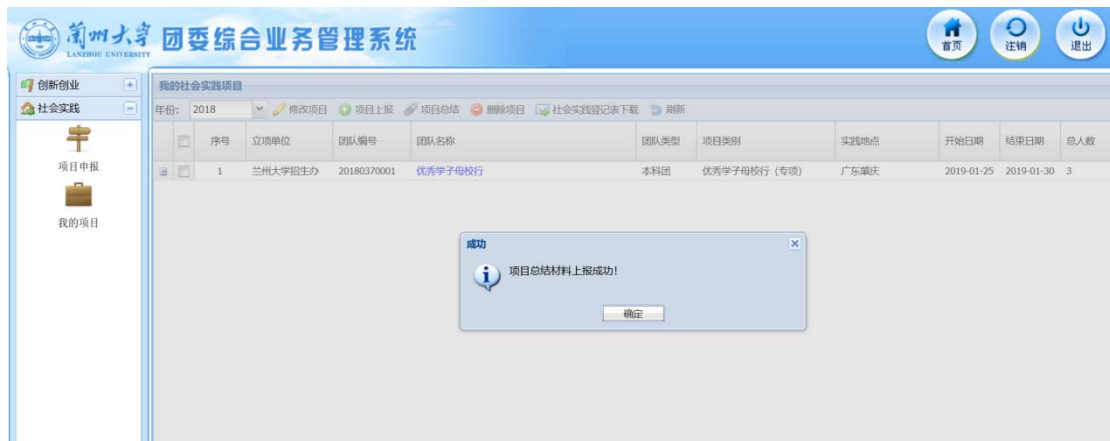 兰州大学 团委综合业务管理系统
LANZHOU UNIVERSITY
首页 注销 退出
创新创业
社会实践
项目申报
我的项目
我的社会实践项目
年份: 2018 修改项目 项目上报 项目总结 删除项目 社会实践登记表下载 刷新
序号 立项单位 团队编号 团队名称 团队类型 项目类别 实践地点 开始日期 结束日期 总人数
1 兰州大学招生办 20180370001 优秀学子母校行 本科团 优秀学子母校行 (专项) 广东肇庆 2019-01-25 2019-01-30 3
成功
项目总结材料上报成功!
确定